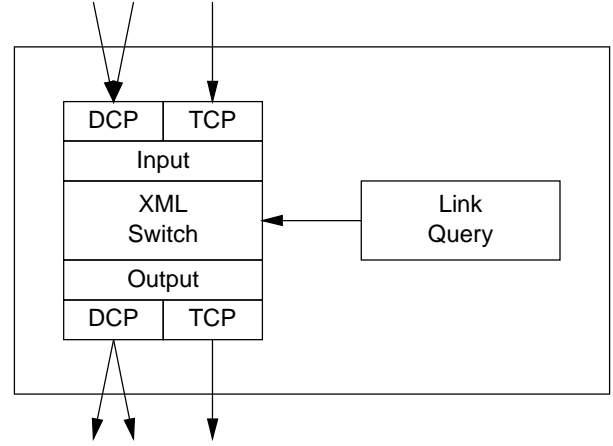 DCP TCP
Input
XML
Switch
Link
Query
Output
DCP TCP